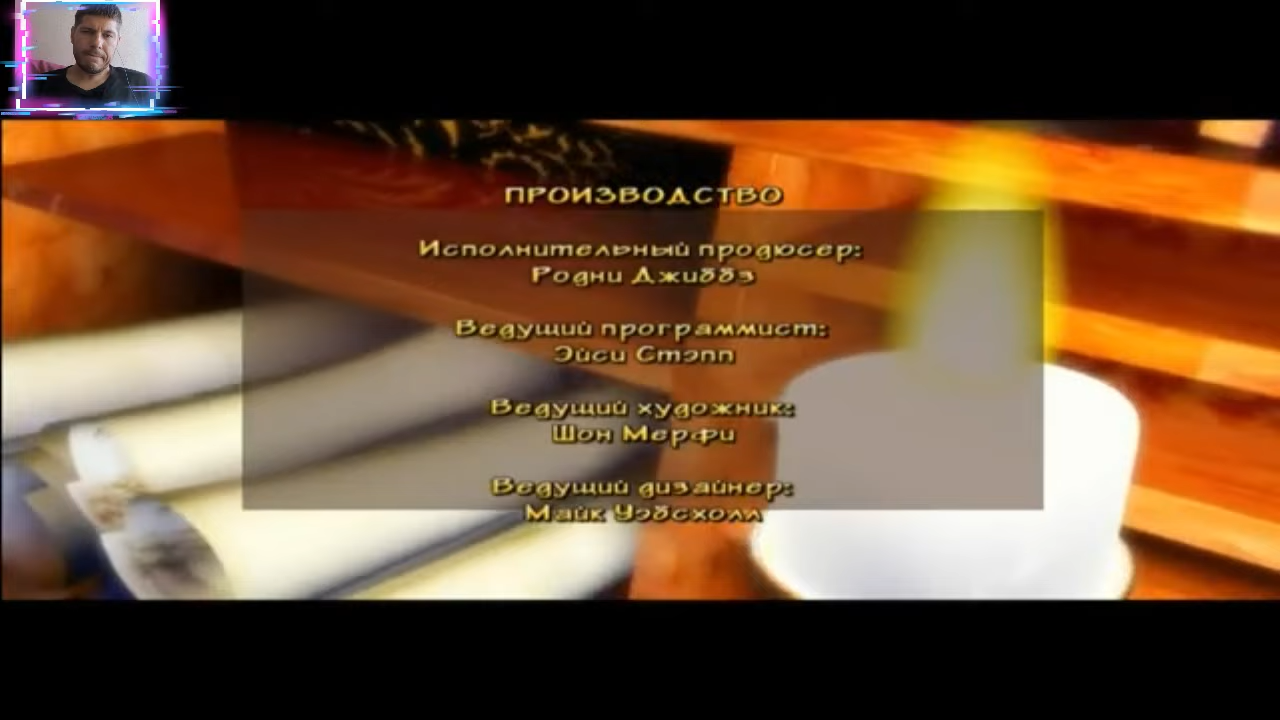 ПРОИЗВОДСТВО
Исполнительный продюсер:
Родни Джиббз
Ведущий программист:
Эйси Стэпп
Ведущий художник:
Шон Мерфи
Ведущий дизайнер:
Майк Уэбсхолл